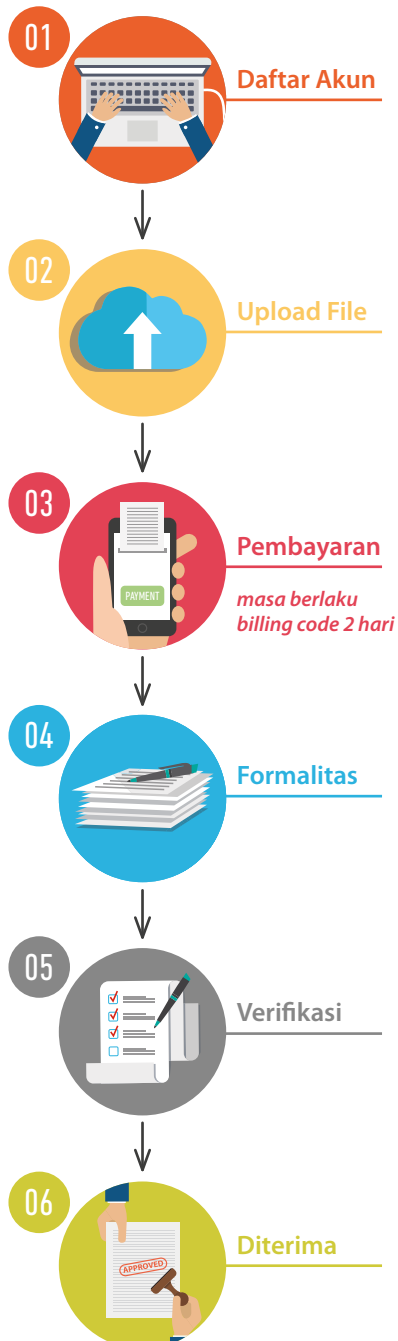 01
Daftar Akun
02
Upload File
03
PAYMENT
Pembayaran
masa berlaku
billing code 2 hari
04
Formalitas
05
Verifikasi
06
APPROVED
Diterima